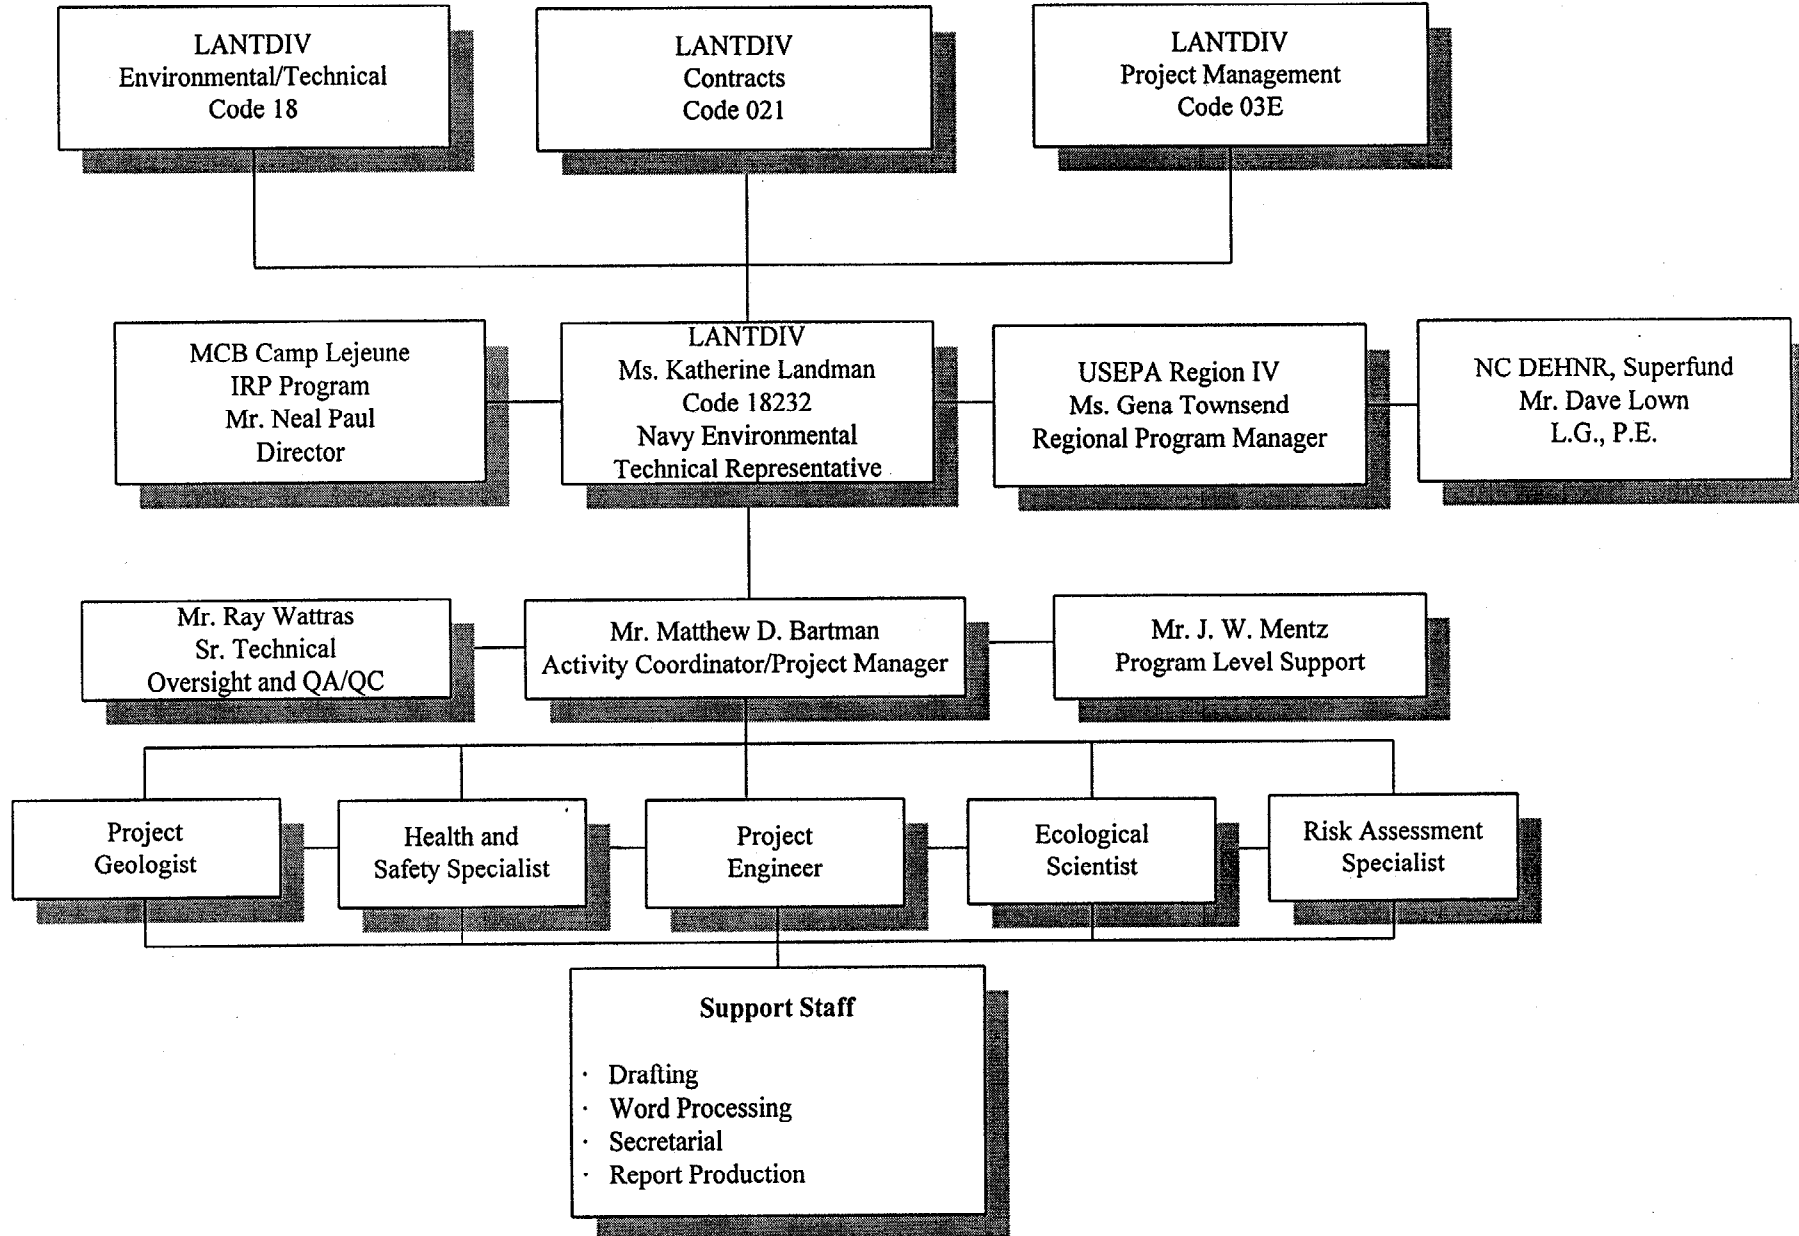 LANTDIV
Environmental/Technical
Code 18
LANTDIV
Contracts
Code 021
LANTDIV
Project Management
Code 03E
MCB Camp Lejeune
IRP Program
Mr. Neal Paul
Director
LANTDIV
Ms. Katherine Landman
Code 18232
Navy Environmental
Technical Representative
USEPA Region IV
Ms. Gena Townsend
Regional Program Manager
NC DEHNR, Superfund
Mr. Dave Lown
L.G., P.E.
Mr. Ray Wattras
Sr. Technical
Oversight and QA/QC
Mr. Matthew D. Bartman
Activity Coordinator/Project Manager
Mr. J. W. Mentz
Program Level Support
Project
Geologist
Health and
Safety Specialist
Project
Engineer
Ecological
Scientist
Risk Assessment
Specialist
Support Staff
· Drafting
· Word Processing
· Secretarial
· Report Production